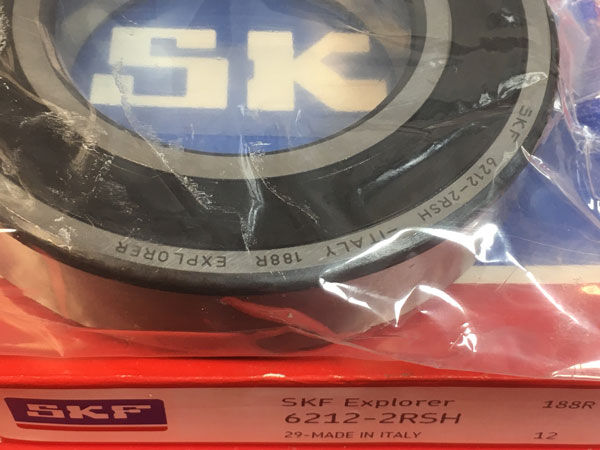 SK
SKF 6212-2RSH -ITALY 188R EXPLORER
SKF
SKF Explorer 188R
6212-2RSH
29-MADE IN ITALY 12